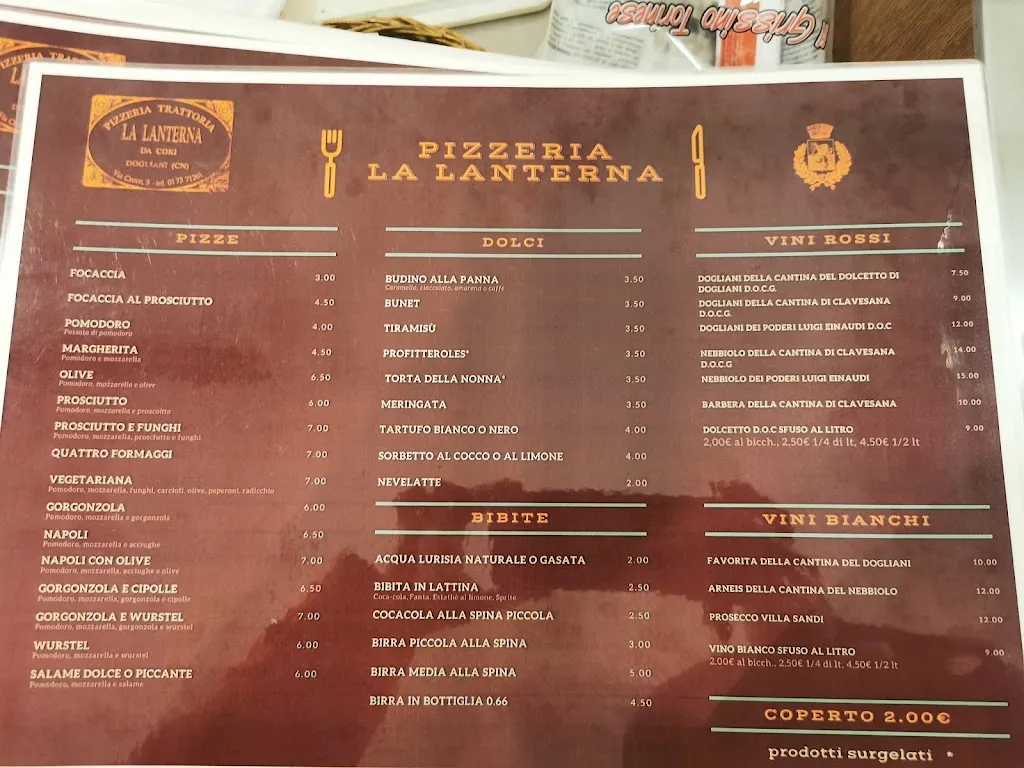 Il Grissino Torinese
PIZZERIA TRATTORIA
LA LANTERNA
DA CORI
DOGLIANI (CN)
Via Croce, 9 - tel. 0173 71261
PIZZERIA
LA LANTERNA
PIZZE
FOCACCIA 3.00
FOCACCIA AL PROSCIUTTO 4.50
POMODORO 4.00
Passata di pomodoro
MARGHERITA 4.50
Pomodoro e mozzarella
OLIVE 6.50
Pomodoro, mozzarella e olive
PROSCIUTTO 6.00
Pomodoro, mozzarella e proscoitto
PROSCIUTTO E FUNGHI 7.00
Pomodoro, mozzarella, prosciutto e funghi
QUATTRO FORMAGGI 7.00
VEGETARIANA 7.00
Pomodoro, mozzarella, funghi, carciofi, olive, peperoni, radicchio
GORGONZOLA 6.00
Pomodoro, mozzarella e gorgonzola
NAPOLI 6.50
Pomodoro, mozzarella e acciughe
NAPOLI CON OLIVE 7.00
Pomodoro, mozzarella, acciughe e olive
GORGONZOLA E CIPOLLE 6.50
Pomodoro, mozzarella, gorgonzola e cipolle
GORGONZOLA E WURSTEL 7.00
Pomodoro, mozzarella, gorgonzola e wurstel
WURSTEL 6.00
Pomodoro, mozzarella e wurstel
SALAME DOLCE O PICCANTE 6.00
Pomodoro, mozzarella e salame
DOLCI
BUDINO ALLA PANNA 3.50
Caramello, cioccolato, amarena o caffè
BUNET 3.50
TIRAMISÙ 3.50
PROFITTEROLES* 3.50
TORTA DELLA NONNA* 3.50
MERINGATA 3.50
TARTUFO BIANCO O NERO 4.00
SORBETTO AL COCCO O AL LIMONE 4.00
NEVELATTE 2.00
BIBITE
ACQUA LURISIA NATURALE O GASATA 2.00
BIBITA IN LATTINA 2.50
Coca-cola, Fanta, Estathè al limone, Sprite
COCACOLA ALLA SPINA PICCOLA 2.50
BIRRA PICCOLA ALLA SPINA 3.00
BIRRA MEDIA ALLA SPINA 5.00
BIRRA IN BOTTIGLIA 0.66 4.50
VINI ROSSI
DOGLIANI DELLA CANTINA DEL DOLCETTO DI 7.50
DOGLIANI D.O.C.G.
DOGLIANI DELLA CANTINA DI CLAVESANA 9.00
D.O.C.G.
DOGLIANI DEI PODERI LUIGI EINAUDI D.O.C 12.00
NEBBIOLO DELLA CANTINA DI CLAVESANA 14.00
D.O.C.G
NEBBIOLO DEI PODERI LUIGI EINAUDI 15.00
BARBERA DELLA CANTINA DI CLAVESANA 10.00
DOLCETTO D.O.C SFUSO AL LITRO 9.00
2,00€ al bicch., 2,50€ 1/4 di lt, 4,50€ 1/2 lt
VINI BIANCHI
FAVORITA DELLA CANTINA DEL DOGLIANI 10.00
ARNEIS DELLA CANTINA DEL NEBBIOLO 12.00
PROSECCO VILLA SANDI 12.00
VINO BIANCO SFUSO AL LITRO 9.00
2,00€ al bicch., 2,50€ 1/4 di lt, 4,50€ 1/2 lt
COPERTO 2.00€
prodotti surgelati *